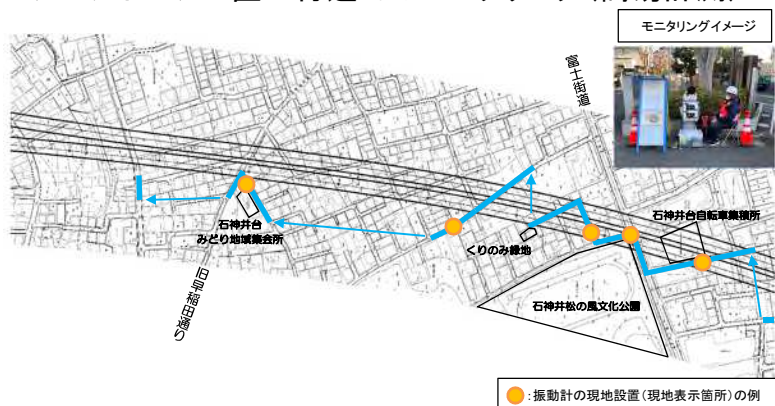 モニタリングイメージ
富士街道
石神井台自転車集積所
石神井台
みどり地域集会所
くりのみ緑地
旧早稲田通り
石神井松の風文化公園
:振動計の現地設置(現地表示箇所)の例